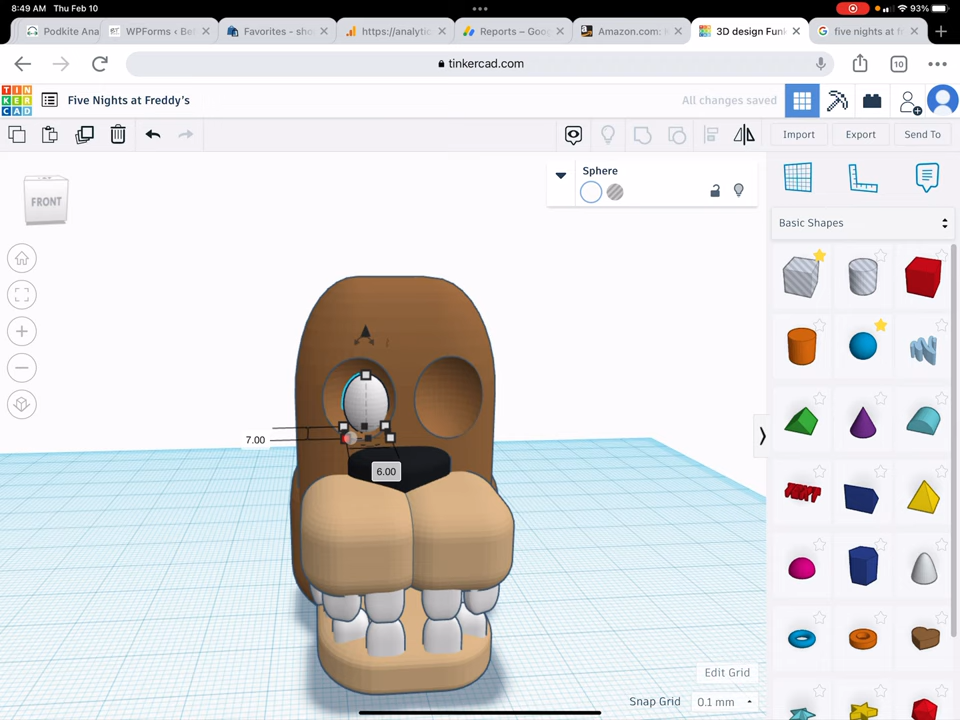 8:49 AM Thu Feb 10
93%
Podkite Ana
WPForms ‹ Be
Favorites - sho
https://analytic
Reports – Goog
Amazon.com:
3D design Fun
five nights at fr
tinkercad.com
10
TIN
KER
CAD
Five Nights at Freddy's
All changes saved
Import
Export
Send To
FRONT
Sphere
Basic Shapes
TEXT
7.00
6.00
Edit Grid
Snap Grid
0.1 mm